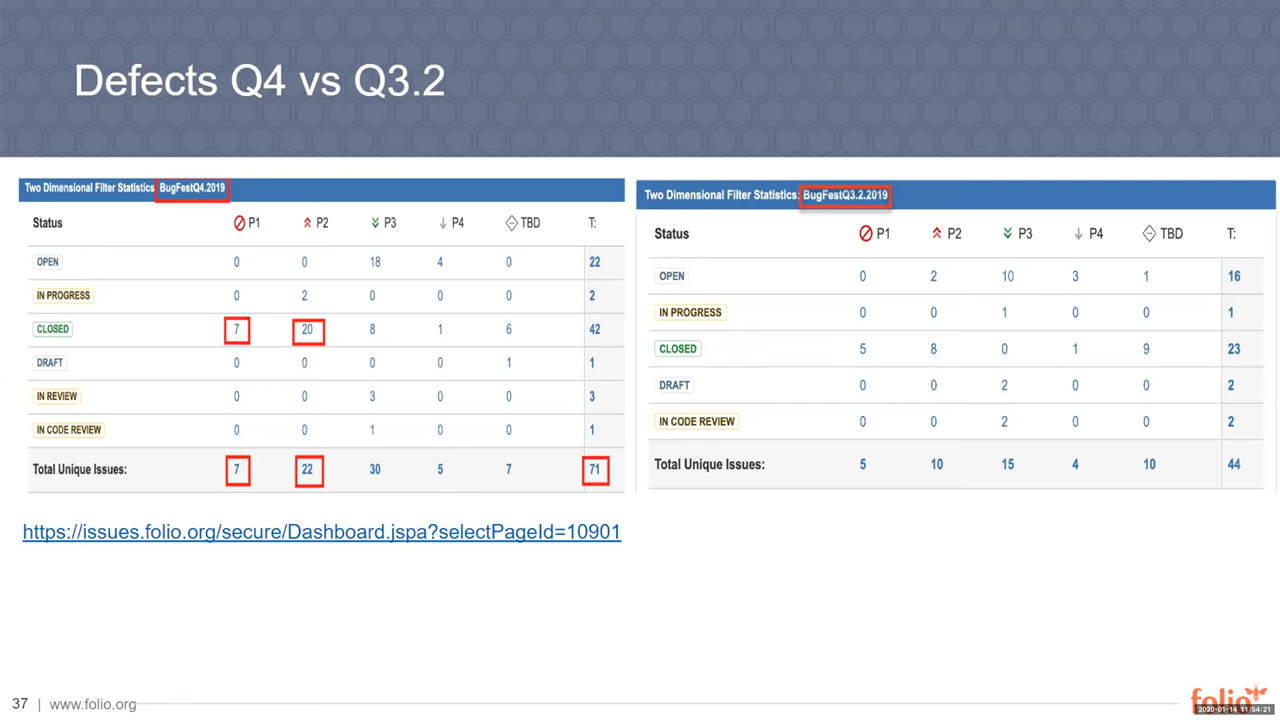 Defects Q4 vs Q3.2
Two Dimensional Filter Statistics: BugFestQ4.2019
Status P1 P2 P3 P4 TBD T:
OPEN 0 0 18 4 0 22
IN PROGRESS 0 2 0 0 0 2
CLOSED 7 20 8 1 6 42
DRAFT 0 0 0 0 1 1
IN REVIEW 0 0 3 0 0 3
IN CODE REVIEW 0 0 1 0 0 1
Total Unique Issues: 7 22 30 5 7 71
Two Dimensional Filter Statistics: BugFestQ3.2.2019
Status P1 P2 P3 P4 TBD T:
OPEN 0 2 10 3 1 16
IN PROGRESS 0 0 1 0 0 1
CLOSED 5 8 0 1 9 23
DRAFT 0 0 2 0 0 2
IN CODE REVIEW 0 0 2 0 0 2
Total Unique Issues: 5 10 15 4 10 44
https://issues.folio.org/secure/Dashboard.jspa?selectPageId=10901
37 | www.folio.org
folio
2020-01-14 11:54:21